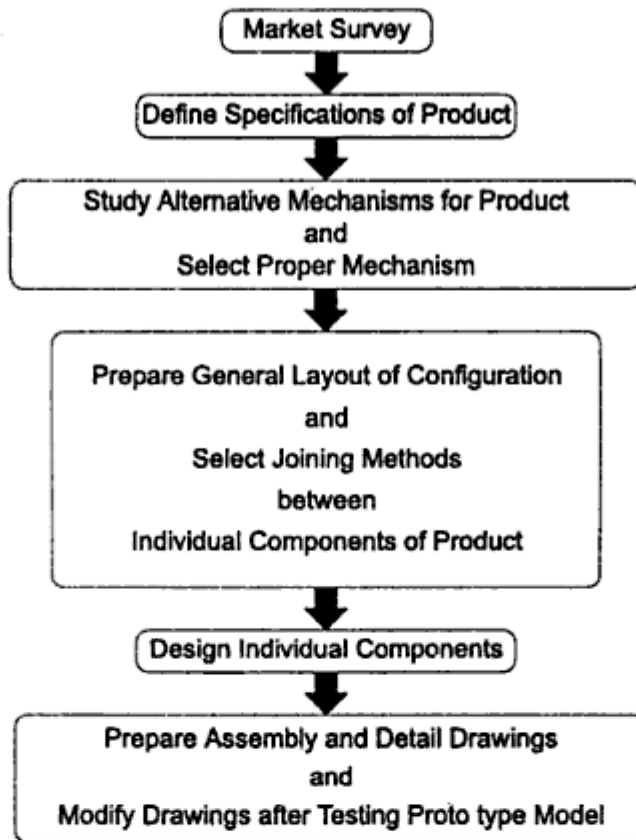 Market Survey
Define Specifications of Product
Study Alternative Mechanisms for Product
and
Select Proper Mechanism
Prepare General Layout of Configuration
and
Select Joining Methods
between
Individual Components of Product
Design Individual Components
Prepare Assembly and Detail Drawings
and
Modify Drawings after Testing Proto type Model